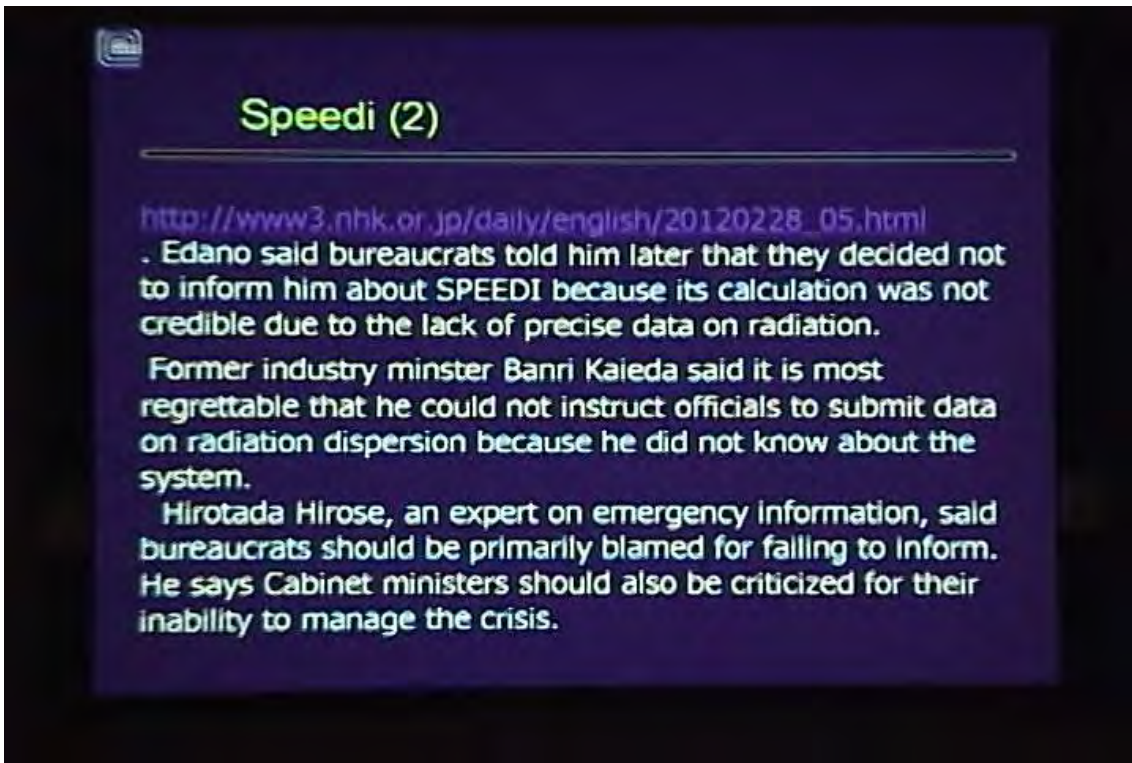 Speedi (2)
http://www3.nhk.or.jp/daily/english/20120228_05.html
. Edano said bureaucrats told him later that they decided not
to inform him about SPEEDI because its calculation was not
credible due to the lack of precise data on radiation.
Former industry minster Banri Kaieda said it is most
regrettable that he could not instruct officials to submit data
on radiation dispersion because he did not know about the
system.
Hirotada Hirose, an expert on emergency information, said
bureaucrats should be primarily blamed for failing to inform.
He says Cabinet ministers should also be criticized for their
inability to manage the crisis.